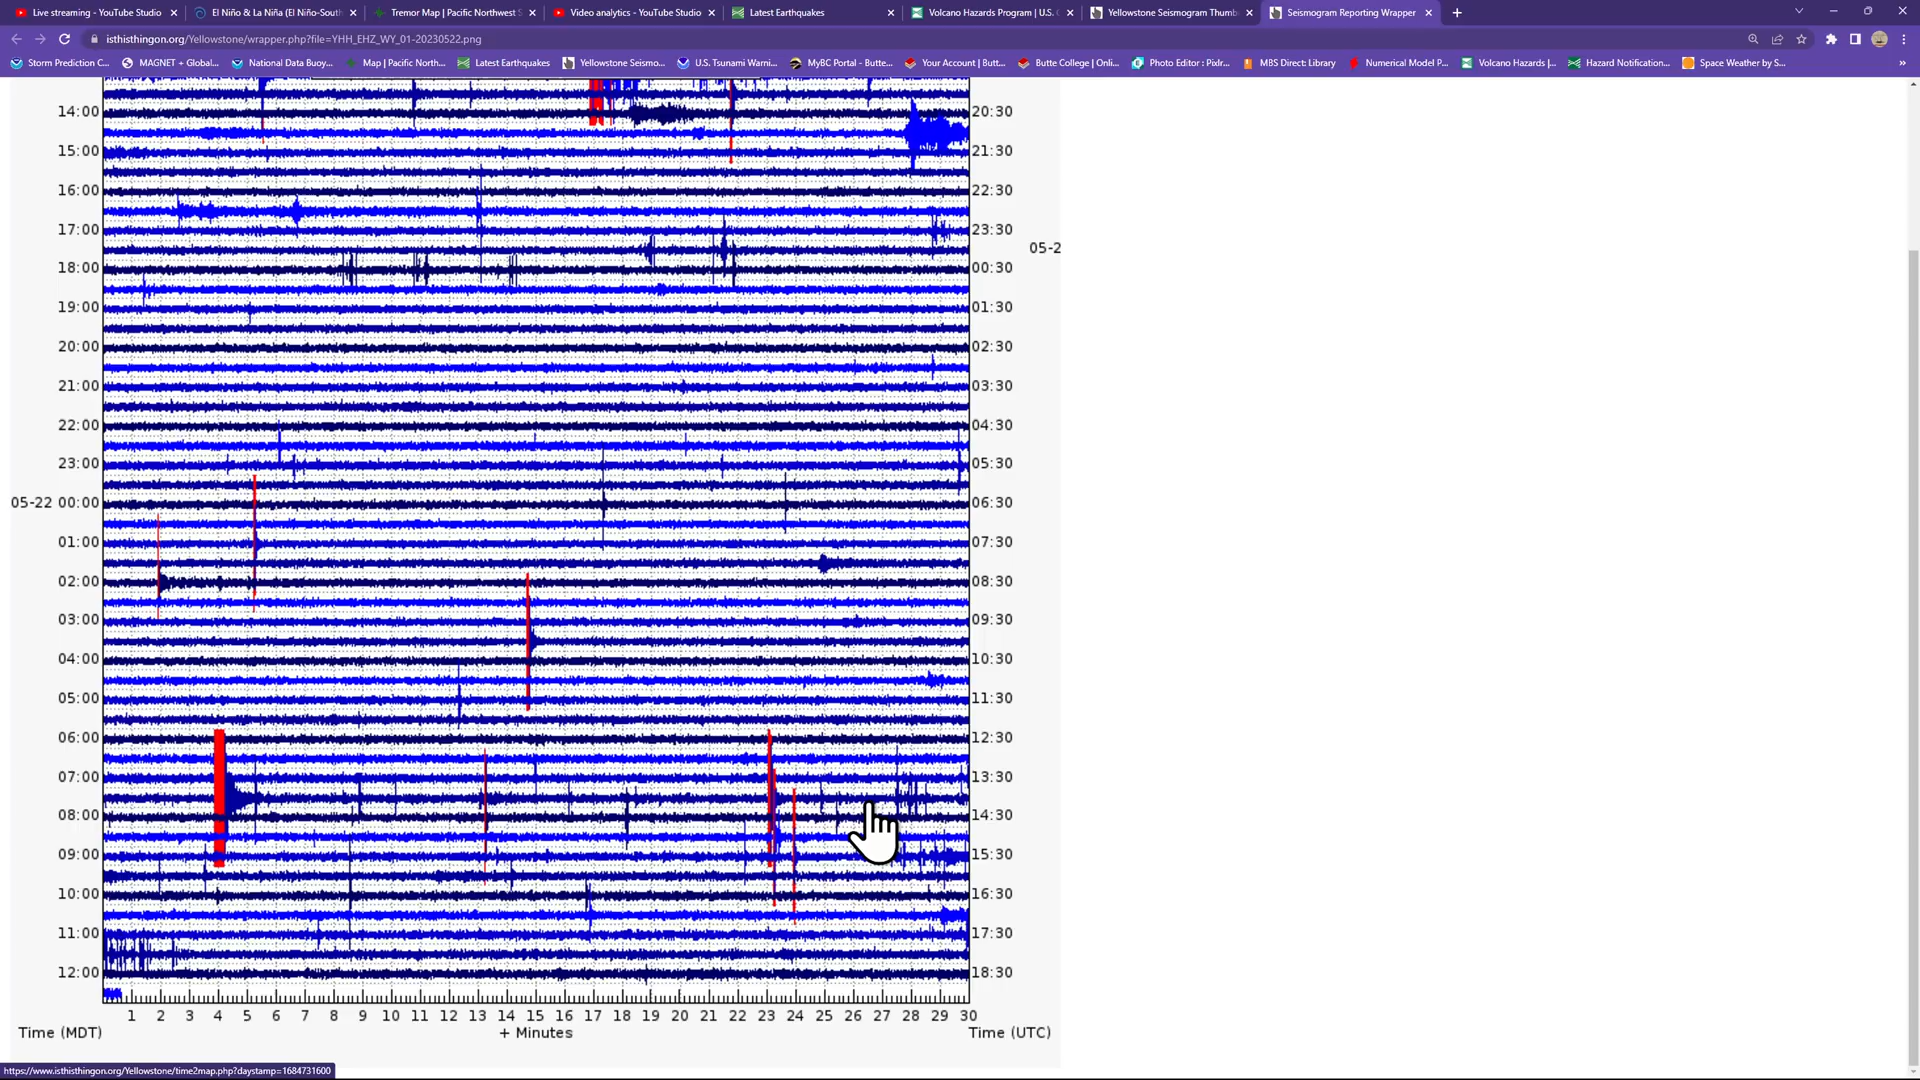 Live streaming - YouTube Studio
El Niño & La Niña (El Niño-South
Tremor Map | Pacific Northwest S
Video analytics - YouTube Studio
Latest Earthquakes
Volcano Hazards Program | U.S. G
Yellowstone Seismogram Thumb
Seismogram Reporting Wrapper
isthisthingon.org/Yellowstone/wrapper.php?file=YHH_EHZ_WY_01-20230522.png
Storm Prediction C...
MAGNET + Global...
National Data Buoy...
Map | Pacific North...
Latest Earthquakes
Yellowstone Seismo...
U.S. Tsunami Warni...
MyBC Portal - Butte...
Your Account | Butt...
Butte College | Onli...
Photo Editor : Pixlr...
MBS Direct Library
Numerical Model P...
Volcano Hazards |...
Hazard Notification...
Space Weather by S...
14:00 20:30
15:00 21:30
16:00 22:30
17:00 23:30
05-2
18:00 00:30
19:00 01:30
20:00 02:30
21:00 03:30
22:00 04:30
23:00 05:30
05-22 00:00 06:30
01:00 07:30
02:00 08:30
03:00 09:30
04:00 10:30
05:00 11:30
06:00 12:30
07:00 13:30
08:00 14:30
09:00 15:30
10:00 16:30
11:00 17:30
12:00 18:30
1 2 3 4 5 6 7 8 9 10 11 12 13 14 15 16 17 18 19 20 21 22 23 24 25 26 27 28 29 30
Time (MDT) + Minutes Time (UTC)
https://www.isthisthingon.org/Yellowstone/time2map.php?daystamp=1684731600